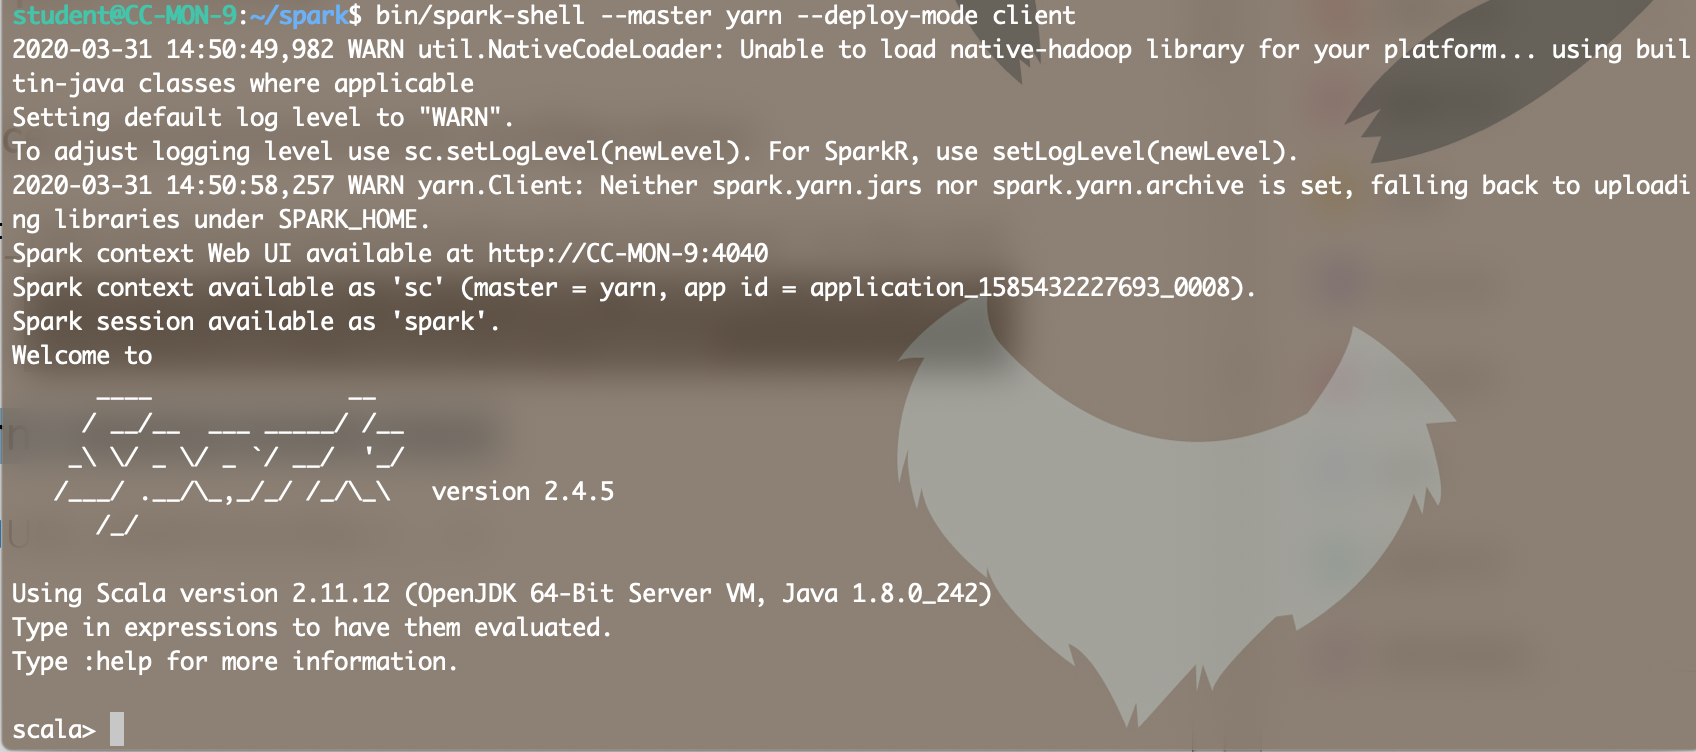 student@CC-MON-9:~/spark$ bin/spark-shell --master yarn --deploy-mode client
2020-03-31 14:50:49,982 WARN util.NativeCodeLoader: Unable to load native-hadoop library for your platform... using buil
tin-java classes where applicable
Setting default log level to "WARN".
To adjust logging level use sc.setLogLevel(newLevel). For SparkR, use setLogLevel(newLevel).
2020-03-31 14:50:58,257 WARN yarn.Client: Neither spark.yarn.jars nor spark.yarn.archive is set, falling back to uploadi
ng libraries under SPARK_HOME.
Spark context Web UI available at http://CC-MON-9:4040
Spark context available as 'sc' (master = yarn, app id = application_1585432227693_0008).
Spark session available as 'spark'.
Welcome to
      ____              __
     / __/__  ___ _____/ /__
    _\ \/ _ \/ _ `/ __/  '_/
   /___/ .__/\_,_/_/ /_/\_\   version 2.4.5
      /_/
Using Scala version 2.11.12 (OpenJDK 64-Bit Server VM, Java 1.8.0_242)
Type in expressions to have them evaluated.
Type :help for more information.
scala>